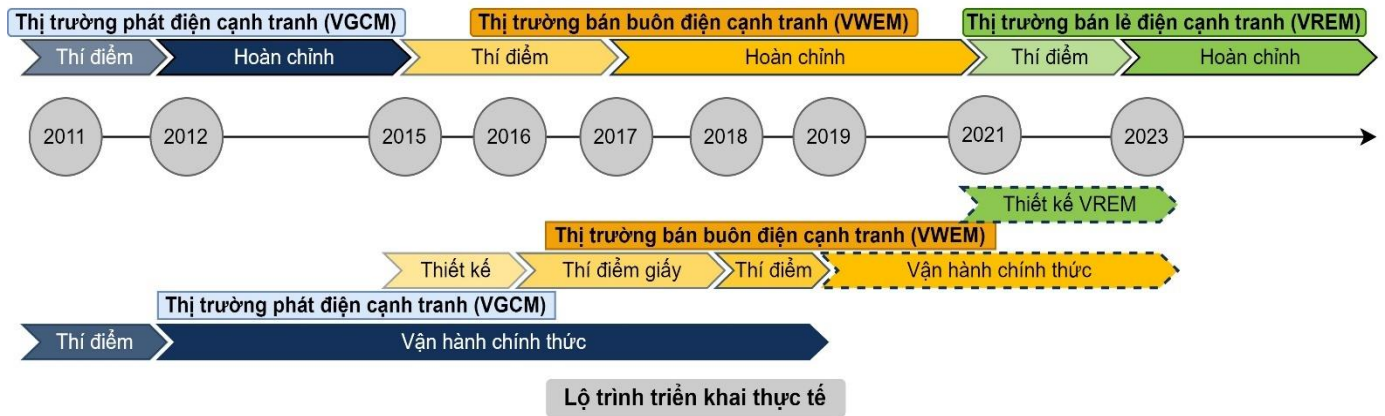 Thị trường phát điện cạnh tranh (VGCM) Thị trường bán buôn điện cạnh tranh (VWEM) Thị trường bán lẻ điện cạnh tranh (VREM)
Thí điểm Hoàn chỉnh Thí điểm Hoàn chỉnh Thí điểm Hoàn chỉnh
2011 2012 2015 2016 2017 2018 2019 2021 2023
Thiết kế VREM
Thị trường bán buôn điện cạnh tranh (VWEM)
Thiết kế Thí điểm giấy Thí điểm Vận hành chính thức
Thị trường phát điện cạnh tranh (VGCM)
Thí điểm Vận hành chính thức
Lộ trình triển khai thực tế